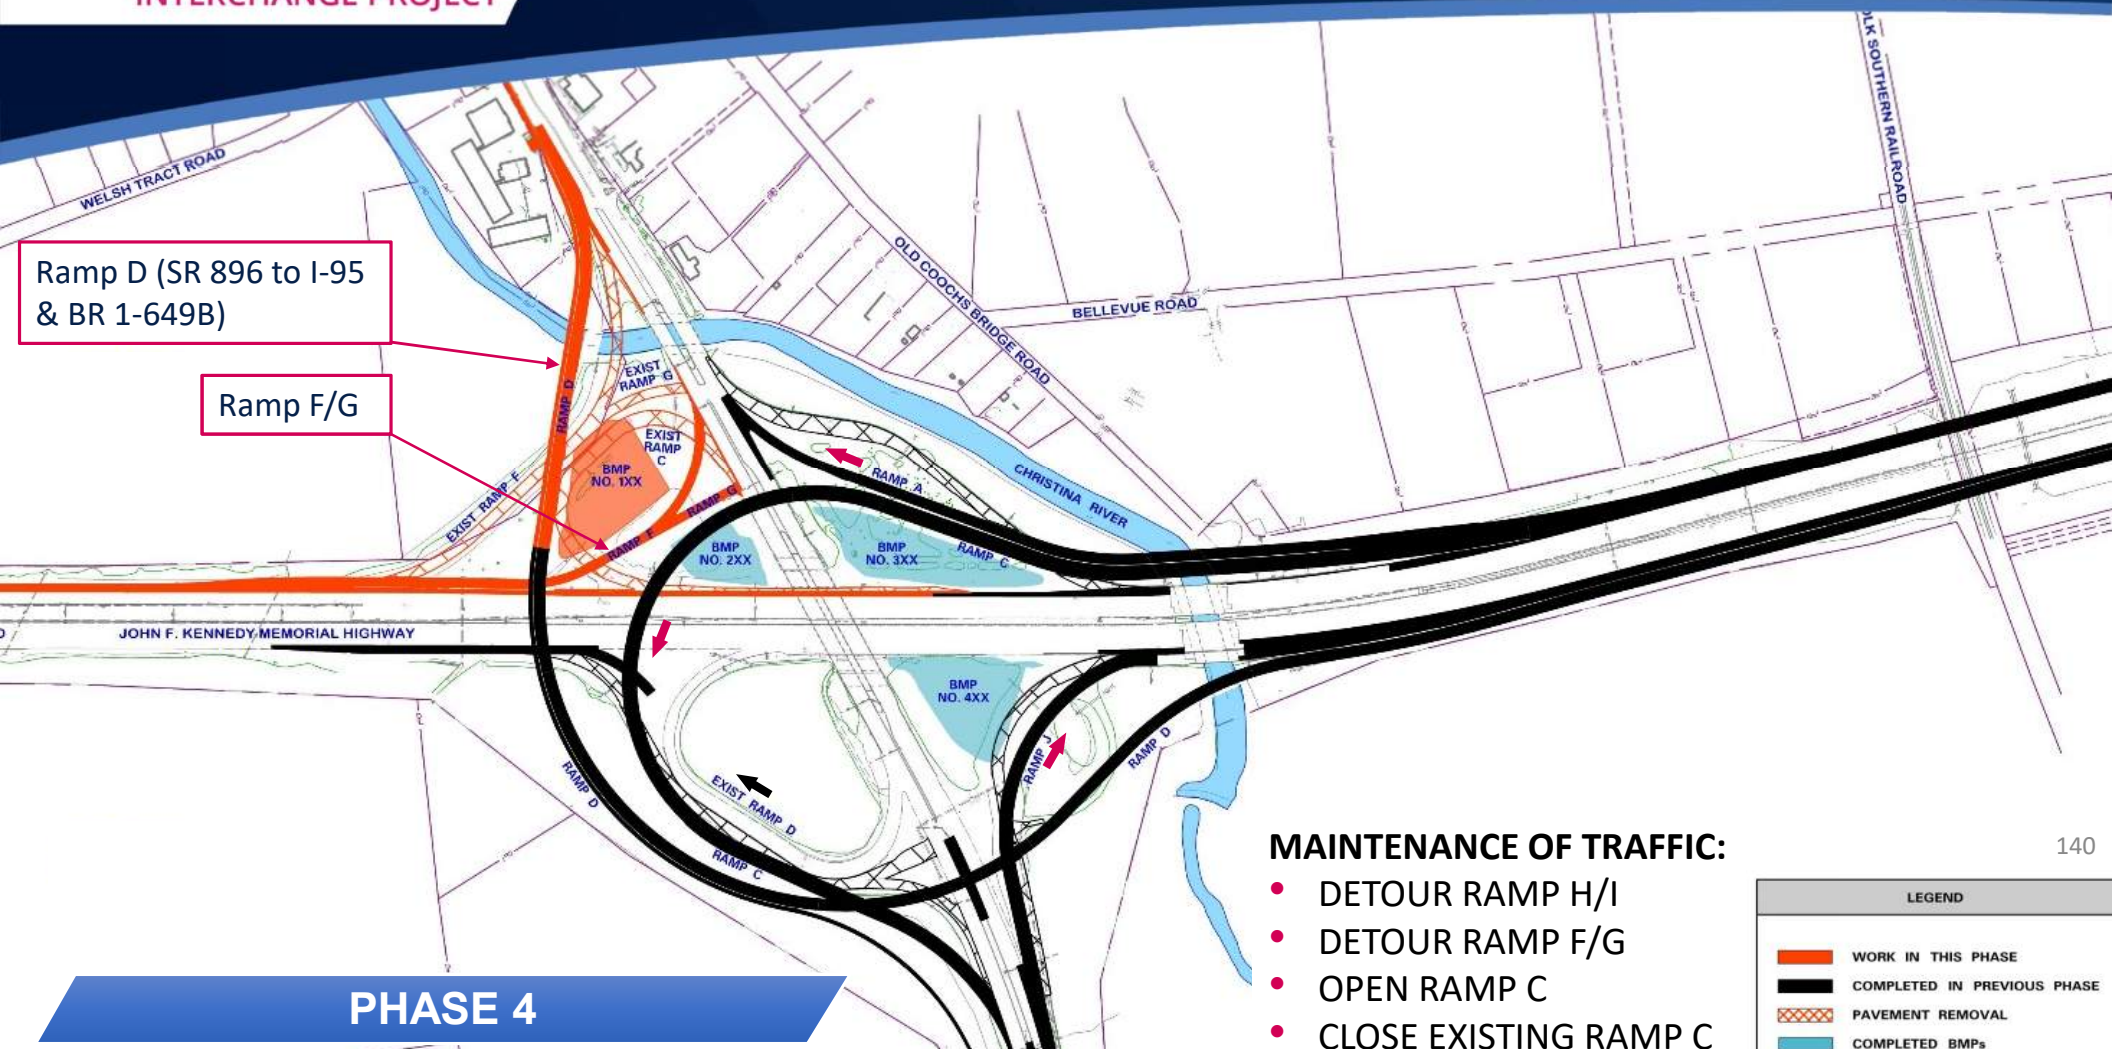 INTERCHANGE PROJECT
WELSH TRACT ROAD
Ramp D (SR 896 to I-95
& BR 1-649B)
Ramp F/G
OLD COOCHS BRIDGE ROAD
BELLEVUE ROAD
SOUTHERN RAILROAD
CHRISTINA RIVER
EXIST
RAMP G
RAMP D
EXIST
RAMP
C
BMP
NO. 1XX
EXIST RAMP F
RAMP G
RAMP F
RAMP A
RAMP C
BMP
NO. 2XX
BMP
NO. 3XX
JOHN F. KENNEDY MEMORIAL HIGHWAY
BMP
NO. 4XX
RAMP J
RAMP D
RAMP D
EXIST RAMP D
RAMP C
PHASE 4
MAINTENANCE OF TRAFFIC:
• DETOUR RAMP H/I
• DETOUR RAMP F/G
• OPEN RAMP C
• CLOSE EXISTING RAMP C
140
LEGEND
WORK IN THIS PHASE
COMPLETED IN PREVIOUS PHASE
PAVEMENT REMOVAL
COMPLETED BMPs